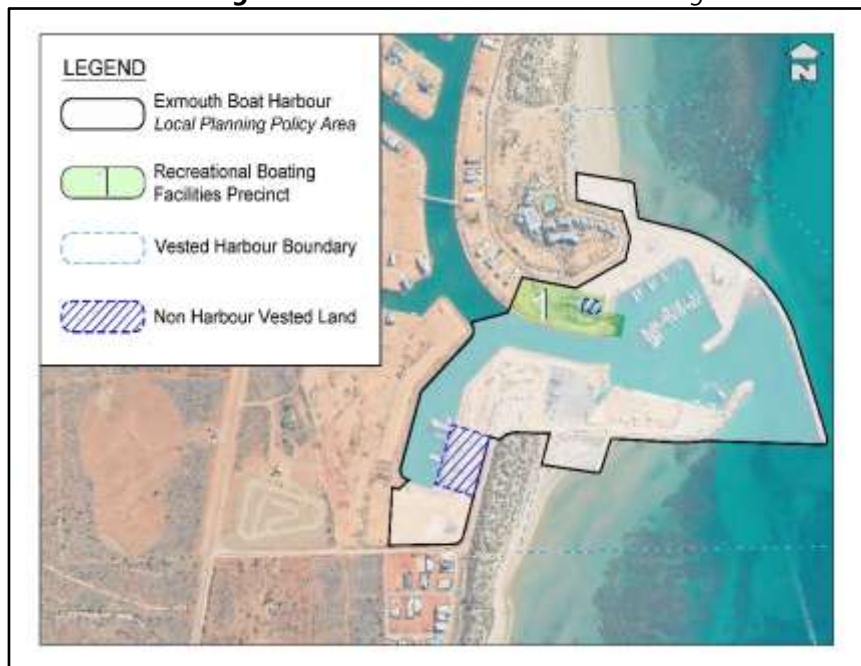 LEGEND
Exmouth Boat Harbour
Local Planning Policy Area
Recreational Boating
Facilities Precinct
Vested Harbour Boundary
Non Harbour Vested Land
N